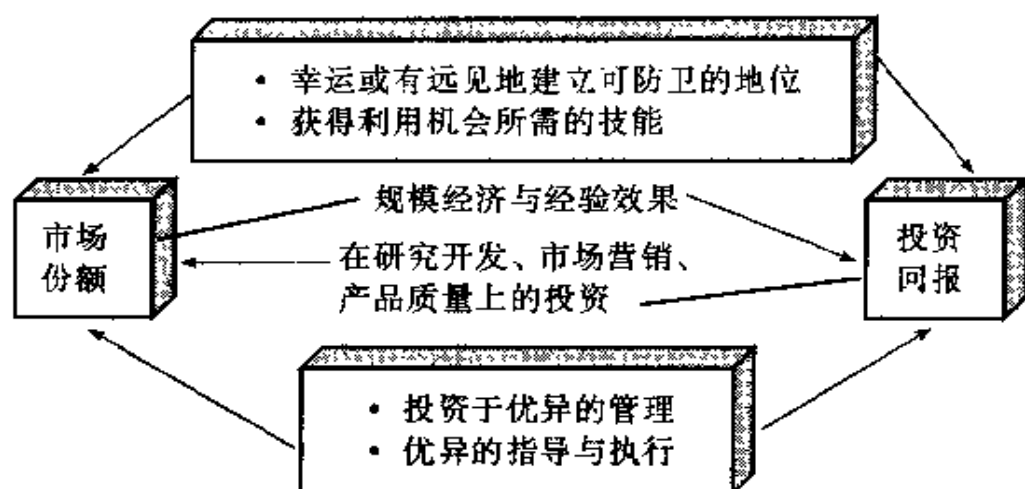 • 幸运或有远见地建立可防卫的地位
• 获得利用机会所需的技能
市场
份额
规模经济与经验效果
在研究开发、市场营销、
产品质量上的投资
投资
回报
• 投资于优异的管理
• 优异的指导与执行